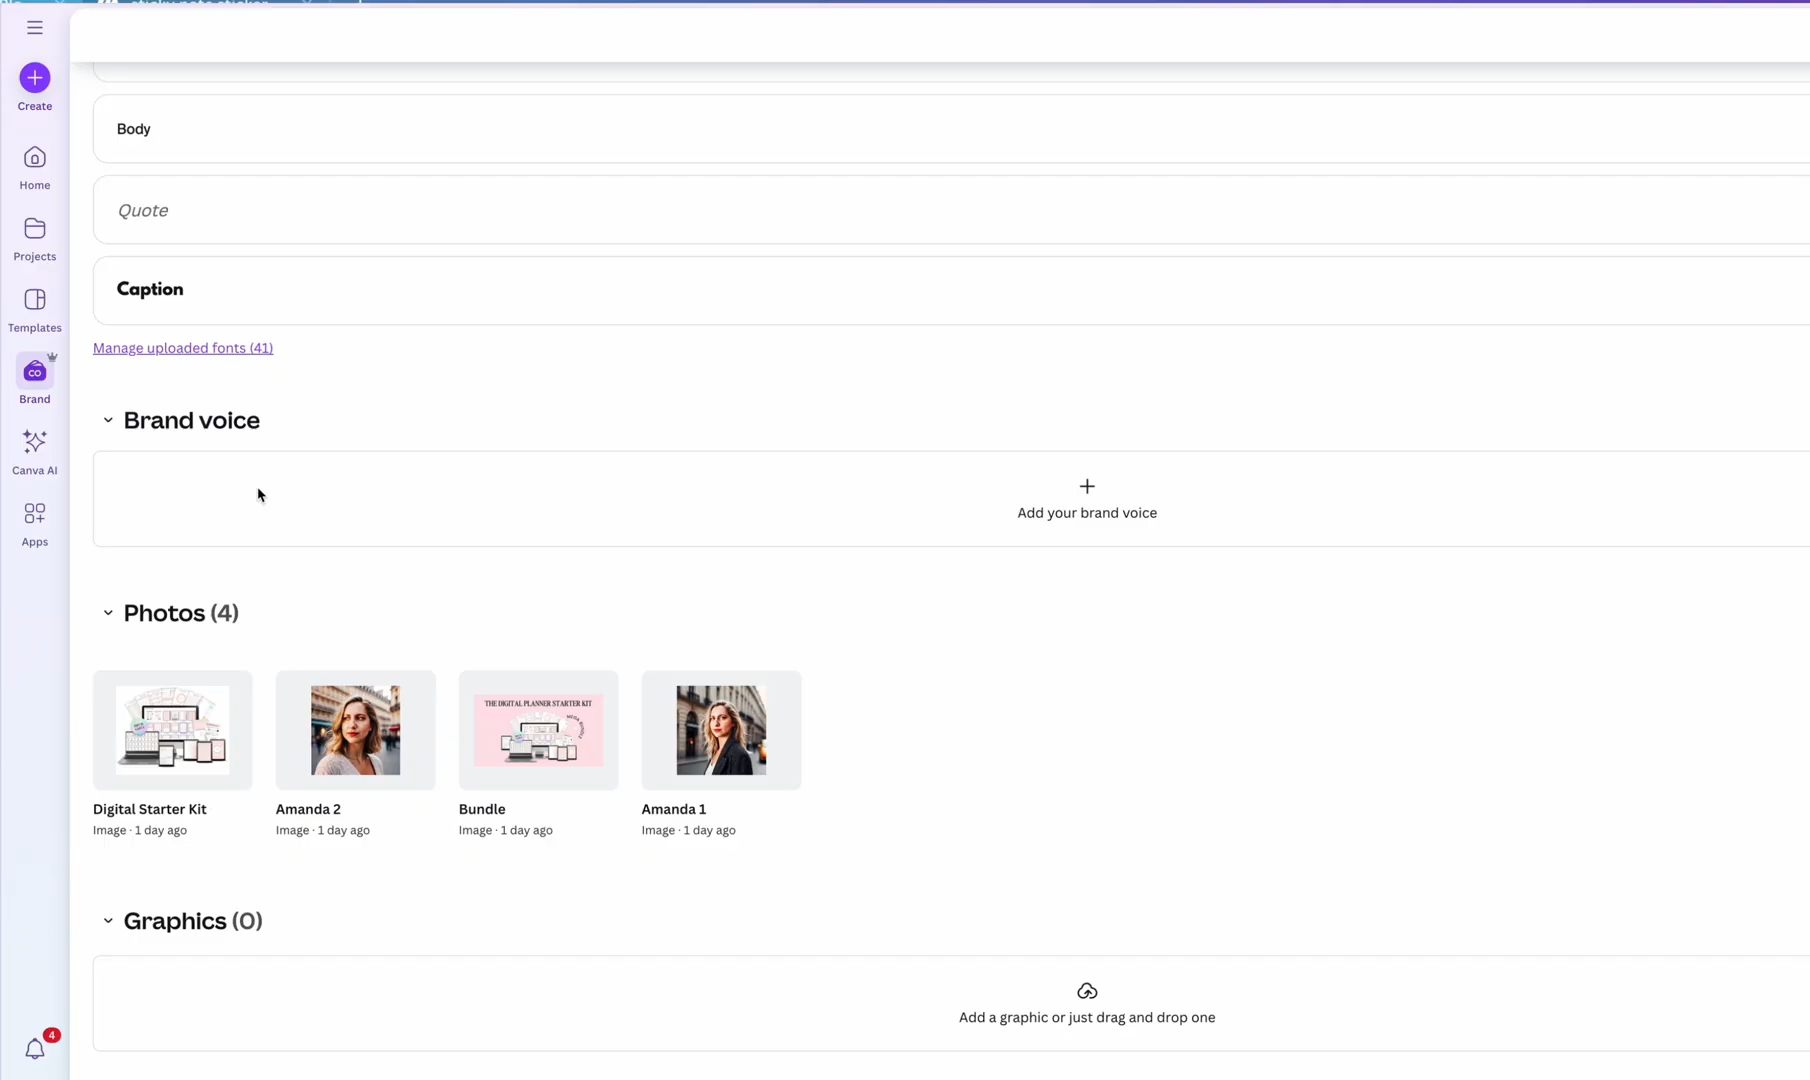 Create
Home
Projects
Templates
CO
Brand
Canva AI
Apps
4
Body
Quote
Caption
Manage uploaded fonts (41)
Brand voice
Add your brand voice
Photos (4)
THE DIGITAL PLANNER STARTER KIT
Digital Starter Kit
Image · 1 day ago
Amanda 2
Image · 1 day ago
Bundle
Image · 1 day ago
Amanda 1
Image · 1 day ago
Graphics (0)
Add a graphic or just drag and drop one